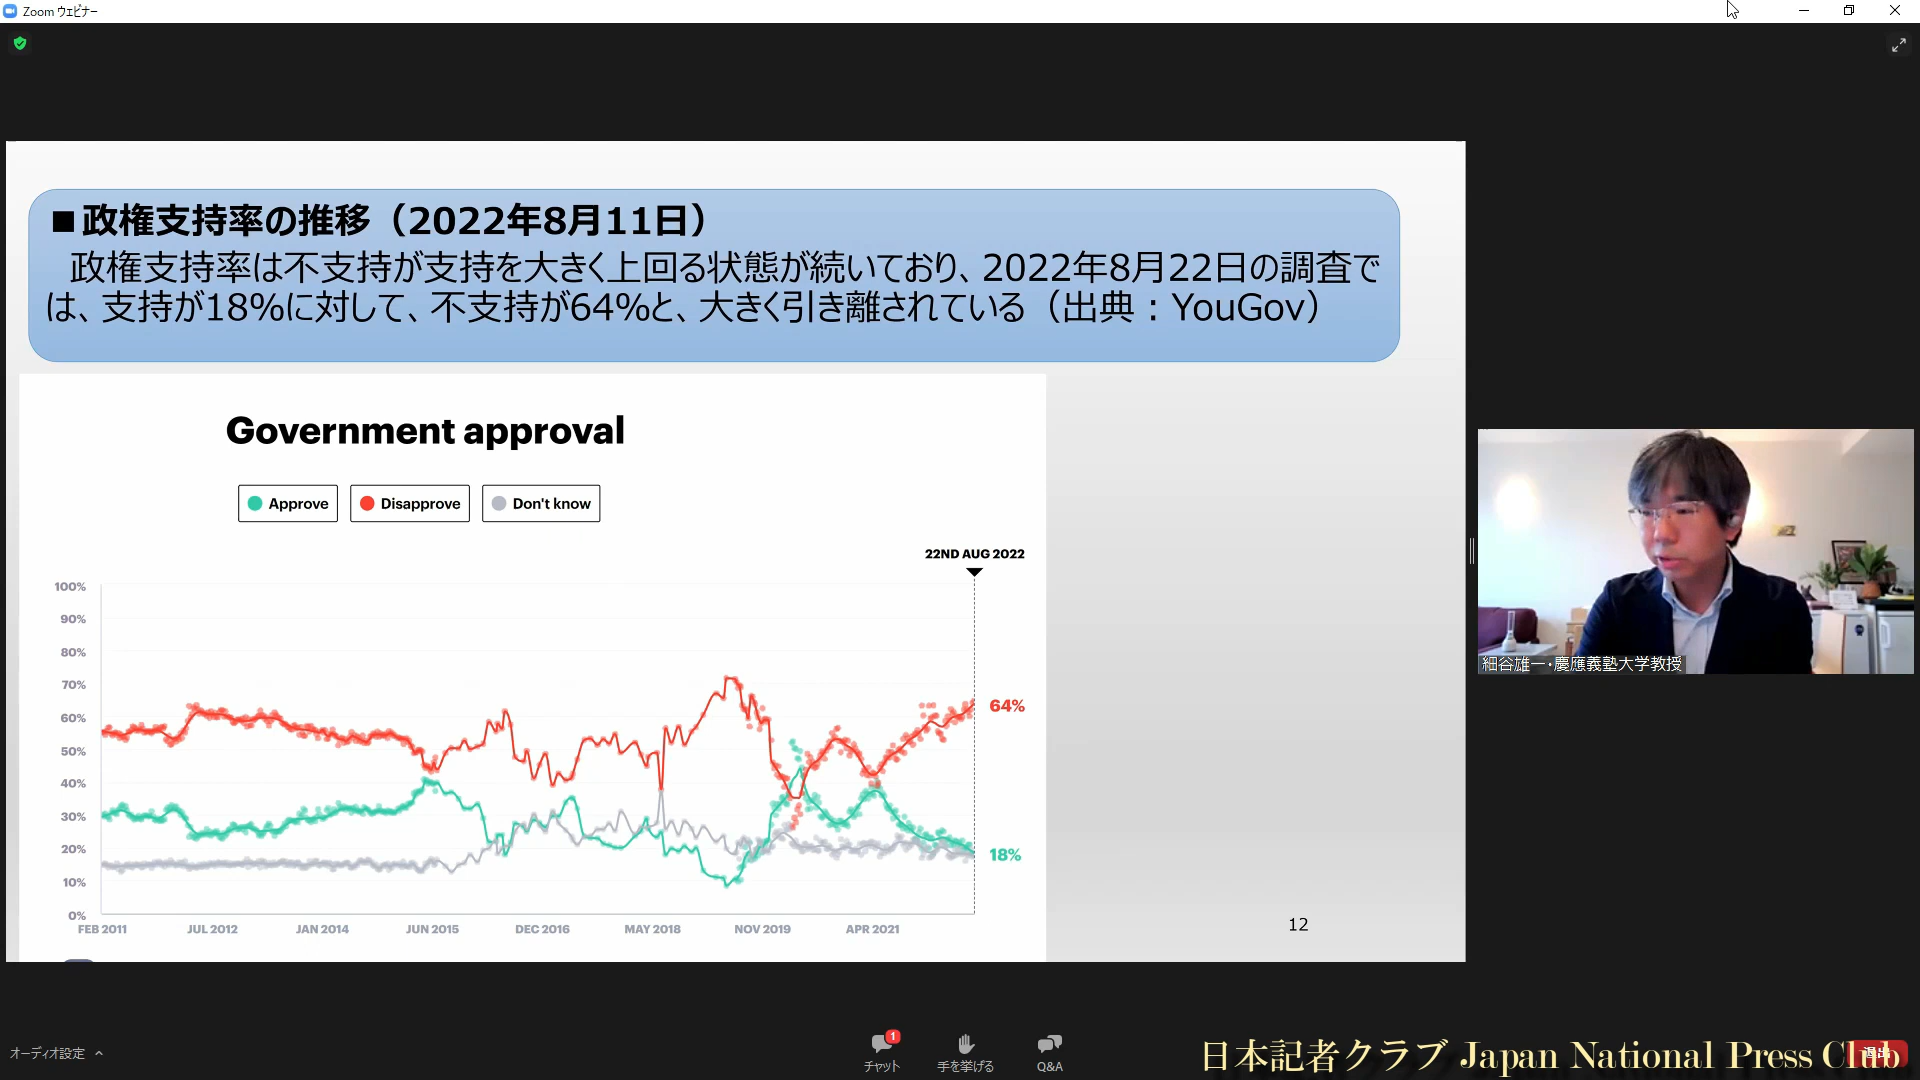 Zoom ウェビナー
■政権支持率の推移（2022年8月11日）
政権支持率は不支持が支持を大きく上回る状態が続いており、2022年8月22日の調査で
は、支持が18%に対して、不支持が64%と、大きく引き離されている（出典：YouGov）
Government approval
Approve
Disapprove
Don't know
22ND AUG 2022
100%
90%
80%
70%
60%
50%
40%
30%
20%
10%
0%
64%
18%
FEB 2011
JUL 2012
JAN 2014
JUN 2015
DEC 2016
MAY 2018
NOV 2019
APR 2021
12
細谷雄一・慶應義塾大学教授
オーディオ設定
1
チャット
手を挙げる
Q&A
日本記者クラブ Japan National Press Club
退出